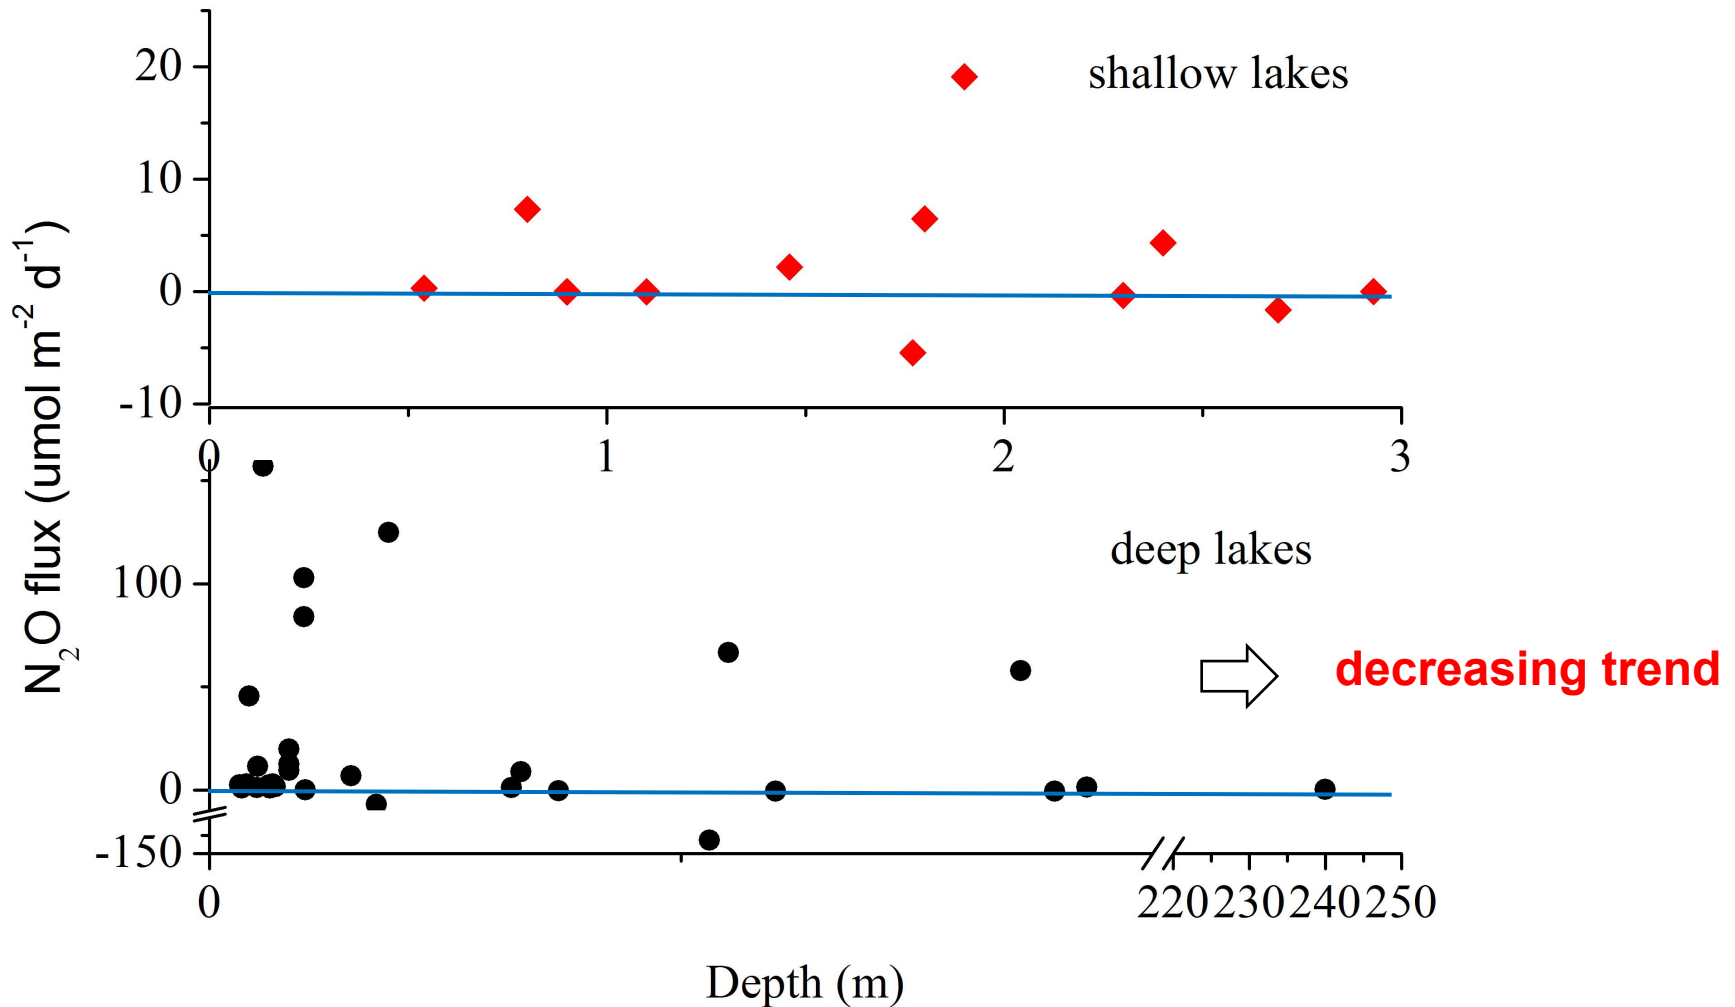 20
shallow lakes
10
0
-10
0 1 2 3
N2O flux (umol m-2 d-1)
deep lakes
100
decreasing trend
0
-150
0 220 230 240 250
Depth (m)